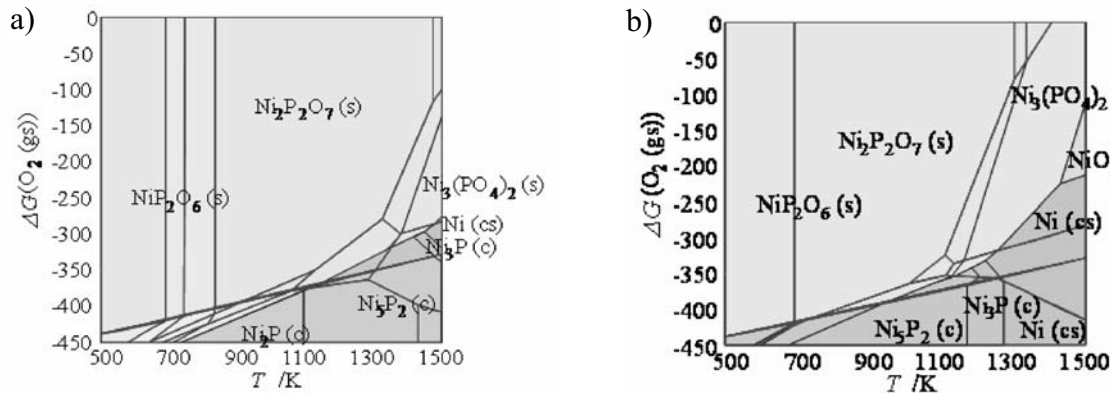 a)
0
-50
-100
-150
-200
-250
-300
-350
-400
-450
ΔG(O₂ (gs))
Ni₂P₂O₇ (s)
NiP₂O₆ (s)
Ni₃(PO₄)₂ (s)
Ni (cs)
Ni₃P (c)
Ni₅P₂ (c)
Ni₂P (c)
500 700 900 1100 1300 1500
T /K
b)
0
-50
-100
-150
-200
-250
-300
-350
-400
-450
ΔG(O₂ (gs))
Ni₃(PO₄)₂
Ni₂P₂O₇ (s)
NiO
NiP₂O₆ (s)
Ni (cs)
Ni₃P (c)
Ni₅P₂ (c)
Ni (cs)
500 700 900 1100 1300 1500
T /K